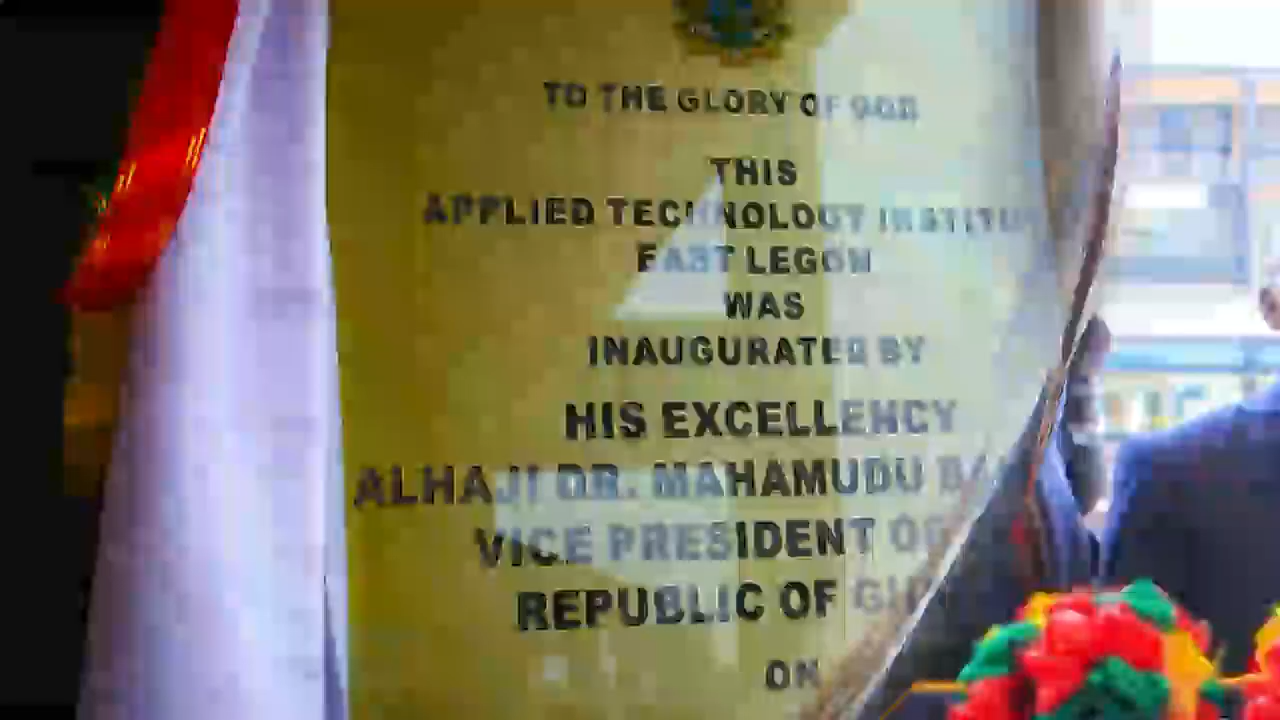 TO THE GLORY OF GOD
THIS
APPLIED TECHNOLOGY
EAST LEGON
WAS
INAUGURATED BY
HIS EXCELLENCY
ALHAJI DR. MAHAMUDU
VICE PRESIDENT
REPUBLIC OF
ON